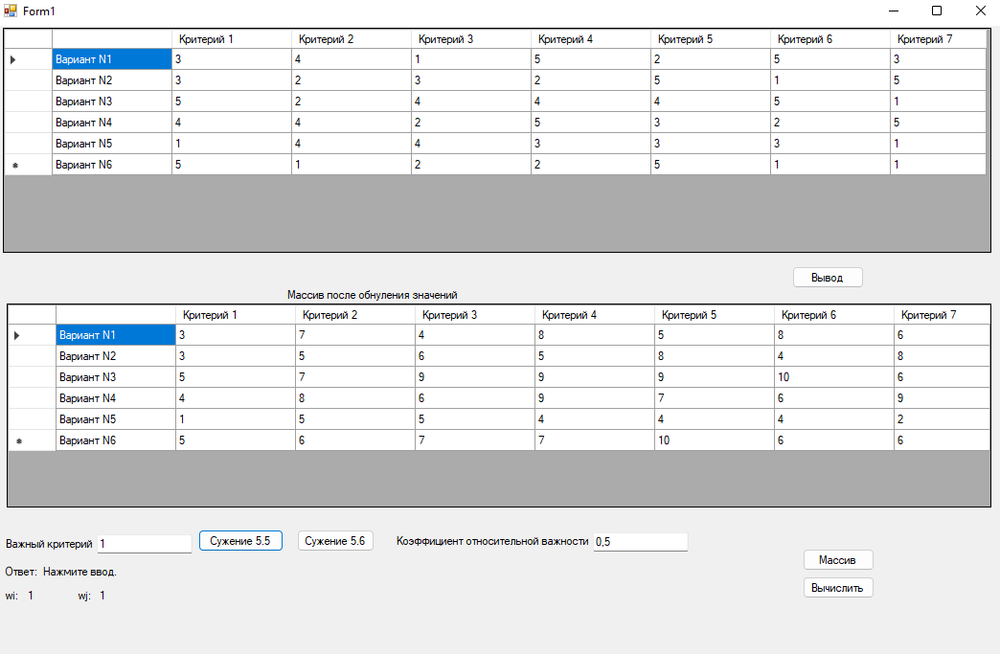 Form1
Критерий 1 Критерий 2 Критерий 3 Критерий 4 Критерий 5 Критерий 6 Критерий 7
Вариант N1 3 4 1 5 2 5 3
Вариант N2 3 2 3 2 5 1 5
Вариант N3 5 2 4 4 4 5 1
Вариант N4 4 4 2 5 3 2 5
Вариант N5 1 4 4 3 3 3 1
Вариант N6 5 1 2 2 5 1 1
Вывод
Массив после обнуления значений
Критерий 1 Критерий 2 Критерий 3 Критерий 4 Критерий 5 Критерий 6 Критерий 7
Вариант N1 3 7 4 8 5 8 6
Вариант N2 3 5 6 5 8 4 8
Вариант N3 5 7 9 9 9 10 6
Вариант N4 4 8 6 9 7 6 9
Вариант N5 1 5 5 4 4 4 2
Вариант N6 5 6 7 7 10 6 6
Важный критерий 1 Сужение 5.5 Сужение 5.6 Коэффициент относительной важности 0,5
Массив
Ответ: Нажмите ввод.
Вычислить
wi: 1 wj: 1